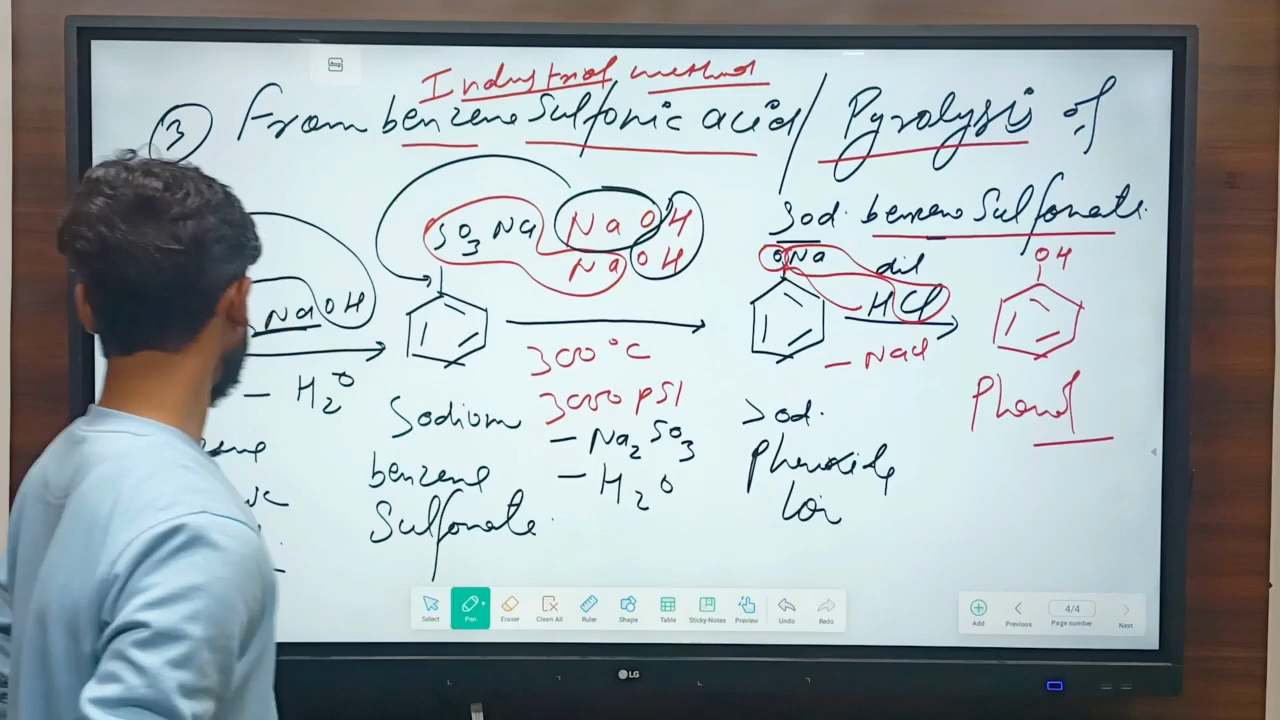 Industrial method
③ From benzene Sulfonic acid / Pyrolysis of
Sod. benzene Sulfonate.
SO3Na NaOH
NaOH
NaOH
- H2O
300°C
3000 psi
- Na2SO3
- H2O
Sodium
benzene
Sulfonate.
ONa
dil
HCl
- NaCl
Sod.
Phenoxide
OH
Phenol
Select
Pen
Eraser
Clean All
Ruler
Shape
Table
Sticky Notes
Preview
Undo
Redo
Add
Previous
4/4
Page number
Next
LG